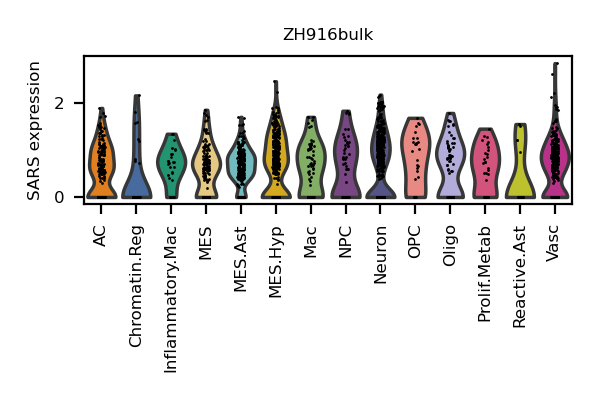 ZH916bulk
SARS expression
2
0
AC
Chromatin.Reg
Inflammatory.Mac
MES
MES.Ast
MES.Hyp
Mac
NPC
Neuron
OPC
Oligo
Prolif.Metab
Reactive.Ast
Vasc